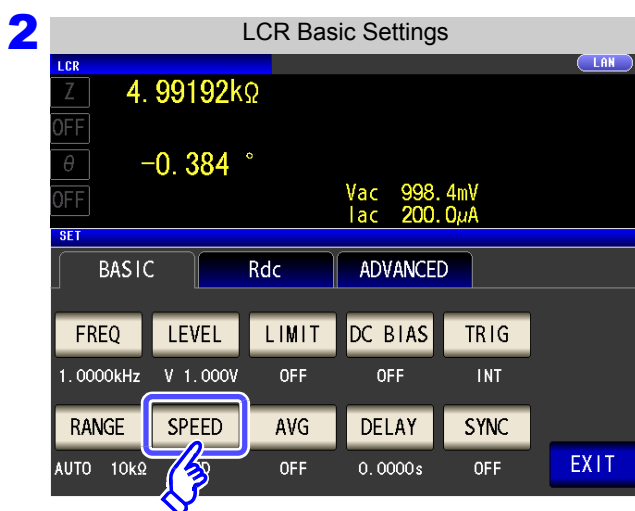 2
LCR Basic Settings
LCR
LAN
Z 4.99192kΩ
OFF
θ -0.384 °
OFF
Vac 998.4mV
Iac 200.0µA
SET
BASIC Rdc ADVANCED
FREQ LEVEL LIMIT DC BIAS TRIG
1.0000kHz V 1.000V OFF OFF INT
RANGE SPEED AVG DELAY SYNC
AUTO 10kΩ OFF 0.0000s OFF
EXIT